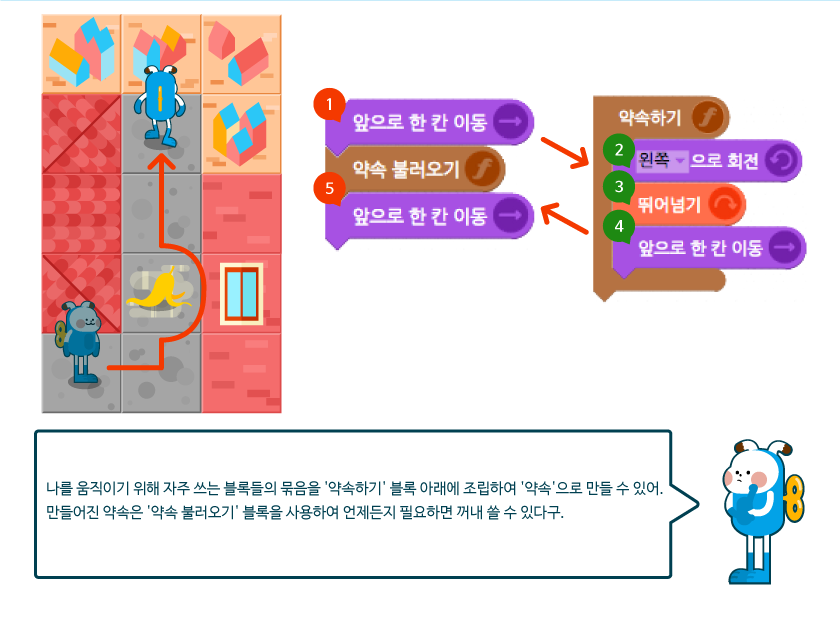 1
앞으로 한 칸 이동
약속 불러오기
5
앞으로 한 칸 이동
약속하기
2
왼쪽 으로 회전
3
뛰어넘기
4
앞으로 한 칸 이동
나를 움직이기 위해 자주 쓰는 블록들의 묶음을 '약속하기' 블록 아래에 조립하여 '약속'으로 만들 수 있어.
만들어진 약속은 '약속 불러오기' 블록을 사용하여 언제든지 필요하면 꺼내 쓸 수 있다구.